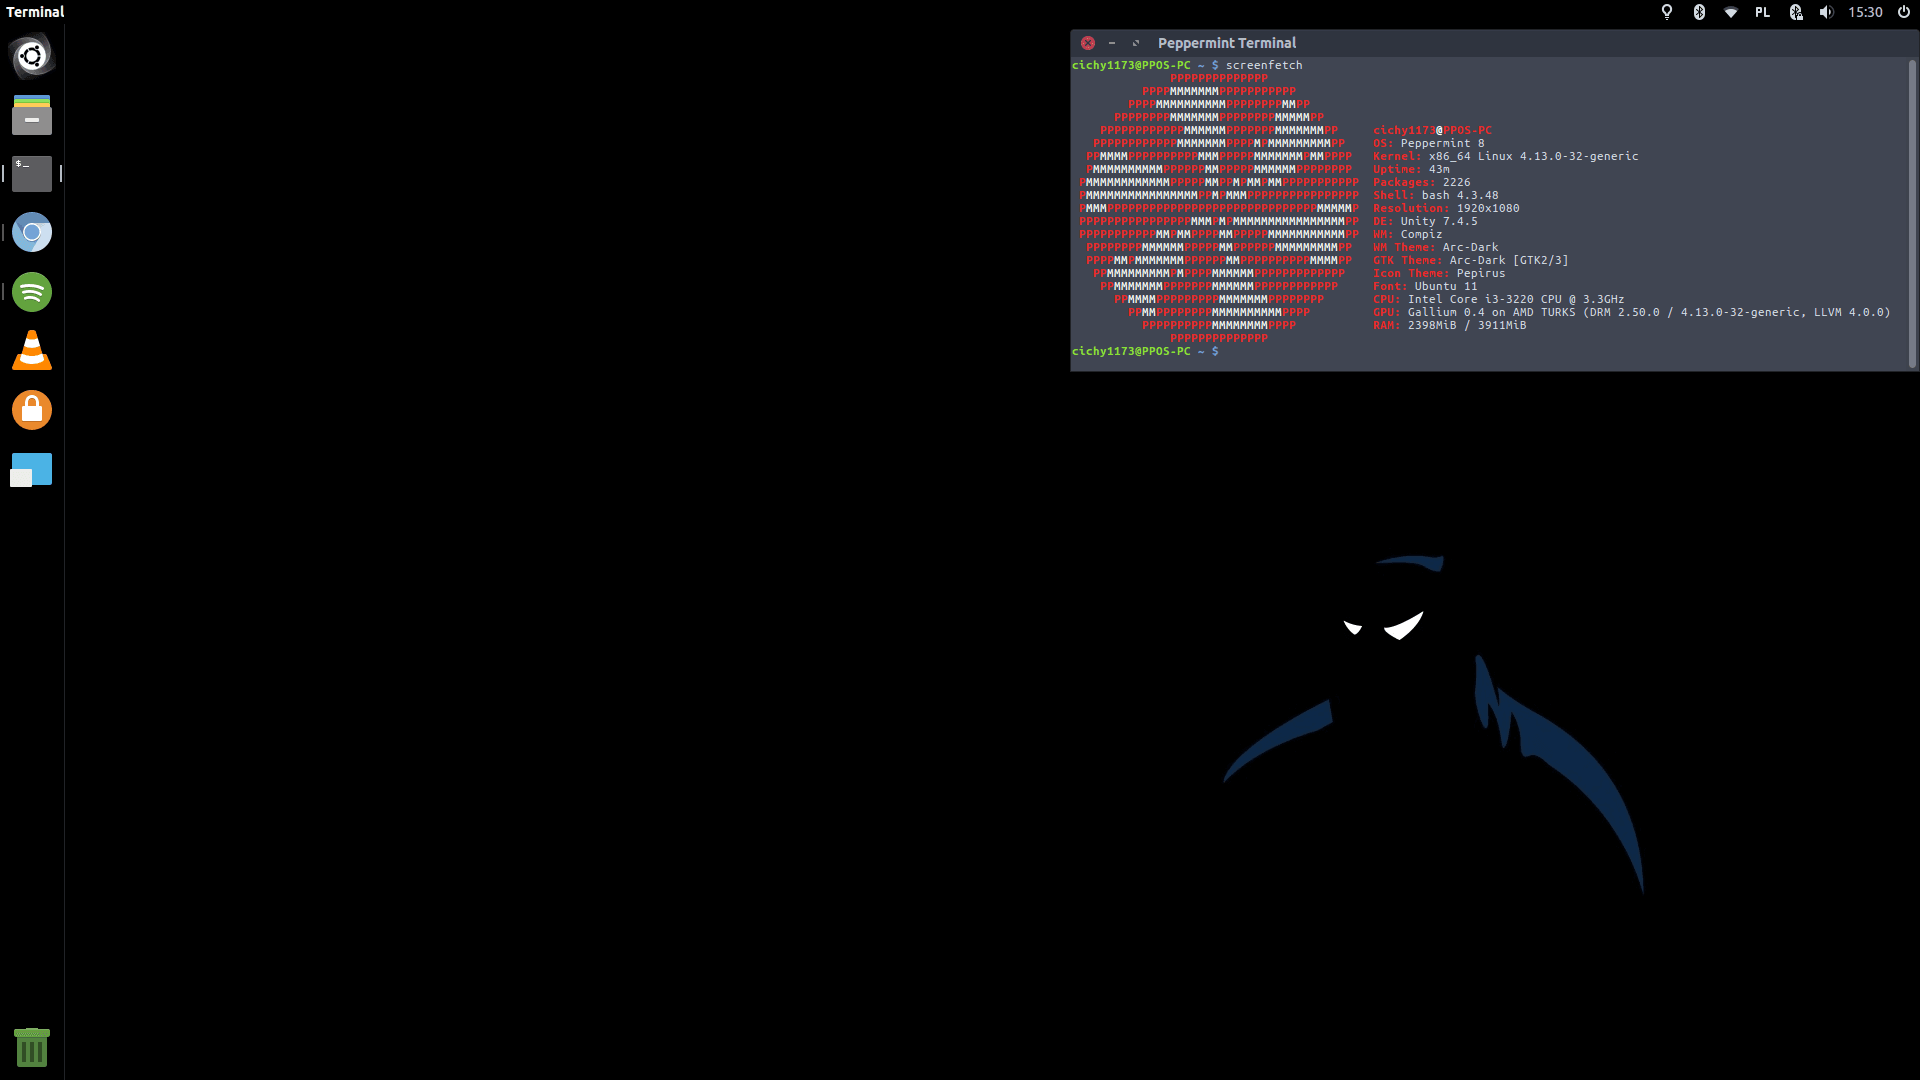 Terminal
PL
15:30
Peppermint Terminal
cichy1173@PPOS-PC ~ $ screenfetch
cichy1173@PPOS-PC
OS: Peppermint 8
Kernel: x86_64 Linux 4.13.0-32-generic
Uptime: 43m
Packages: 2226
Shell: bash 4.3.48
Resolution: 1920x1080
DE: Unity 7.4.5
WM: Compiz
WM Theme: Arc-Dark
GTK Theme: Arc-Dark [GTK2/3]
Icon Theme: Pepirus
Font: Ubuntu 11
CPU: Intel Core i3-3220 CPU @ 3.3GHz
GPU: Gallium 0.4 on AMD TURKS (DRM 2.50.0 / 4.13.0-32-generic, LLVM 4.0.0)
RAM: 2398MiB / 3911MiB
cichy1173@PPOS-PC ~ $
$_